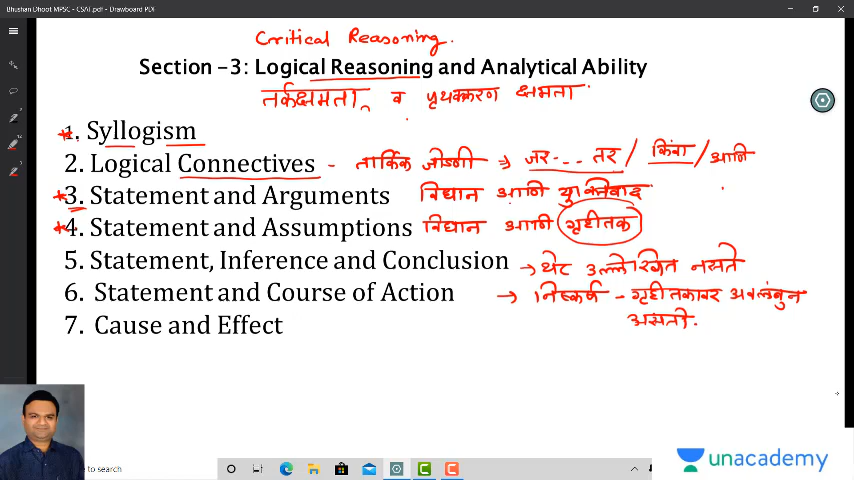 Bhushan Dhoot MPSC - CSAT.pdf - Drawboard PDF
Critical Reasoning.
Section -3: Logical Reasoning and Analytical Ability
तर्कक्षमता व पृथक्करण क्षमता
1. Syllogism
2. Logical Connectives - तार्किक जोडणी → जर --- तर / किंवा / आणि
3. Statement and Arguments विधान आणि युक्तिवाद
4. Statement and Assumptions विधान आणि गृहीतक
5. Statement, Inference and Conclusion → थेट उल्लेखित नसते
6. Statement and Course of Action → निष्कर्ष - गृहीतकावर अवलंबून
असतो.
7. Cause and Effect
e to search
unacademy